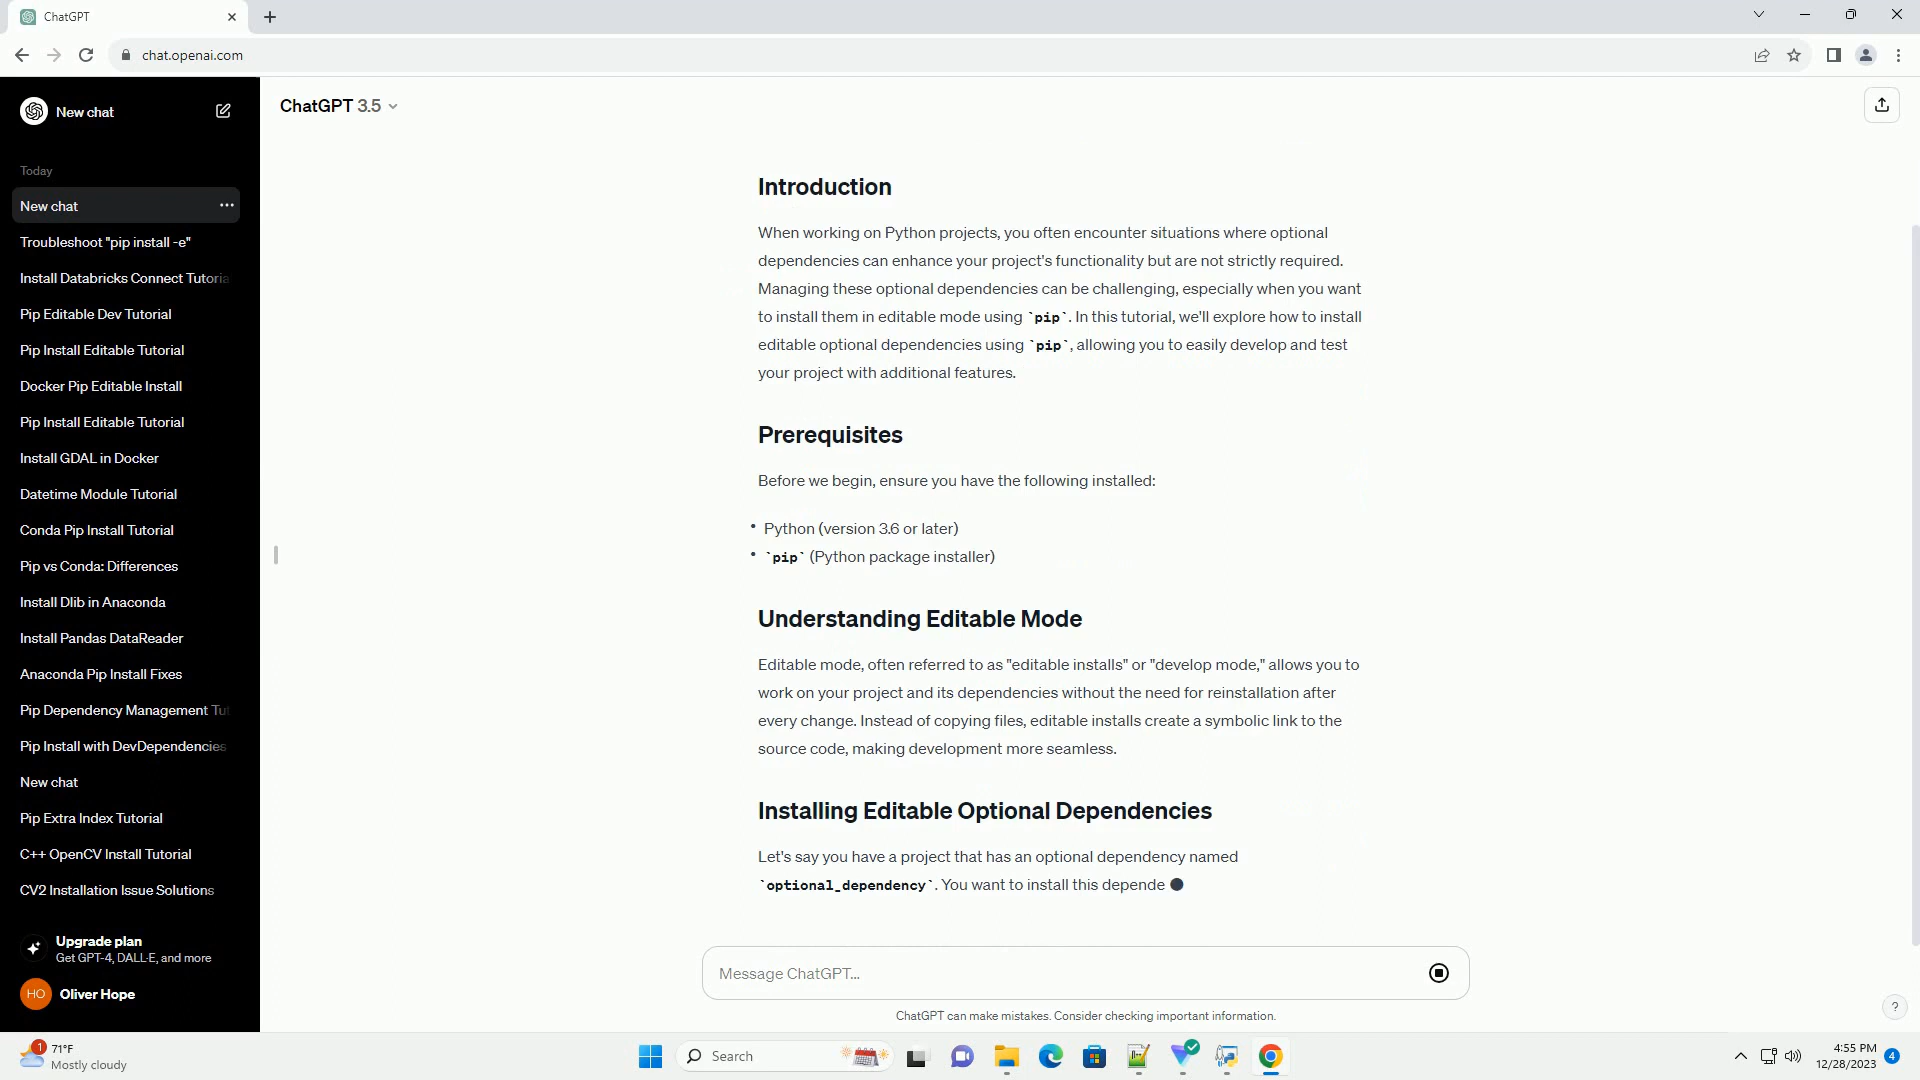 ChatGPT
chat.openai.com
New chat
Today
New chat
Troubleshoot "pip install -e"
Install Databricks Connect Tutoria
Pip Editable Dev Tutorial
Pip Install Editable Tutorial
Docker Pip Editable Install
Pip Install Editable Tutorial
Install GDAL in Docker
Datetime Module Tutorial
Conda Pip Install Tutorial
Pip vs Conda: Differences
Install Dlib in Anaconda
Install Pandas DataReader
Anaconda Pip Install Fixes
Pip Dependency Management Tut
Pip Install with DevDependencies
New chat
Pip Extra Index Tutorial
C++ OpenCV Install Tutorial
CV2 Installation Issue Solutions
Upgrade plan
Get GPT-4, DALL·E, and more
HO Oliver Hope
ChatGPT 3.5
Introduction
When working on Python projects, you often encounter situations where optional
dependencies can enhance your project's functionality but are not strictly required.
Managing these optional dependencies can be challenging, especially when you want
to install them in editable mode using `pip`. In this tutorial, we'll explore how to install
editable optional dependencies using `pip`, allowing you to easily develop and test
your project with additional features.
Prerequisites
Before we begin, ensure you have the following installed:
• Python (version 3.6 or later)
• `pip` (Python package installer)
Understanding Editable Mode
Editable mode, often referred to as "editable installs" or "develop mode," allows you to
work on your project and its dependencies without the need for reinstallation after
every change. Instead of copying files, editable installs create a symbolic link to the
source code, making development more seamless.
Installing Editable Optional Dependencies
Let's say you have a project that has an optional dependency named
`optional_dependency`. You want to install this depende
Message ChatGPT...
ChatGPT can make mistakes. Consider checking important information.
?
1
71°F
Mostly cloudy
Search
4:55 PM
12/28/2023
4